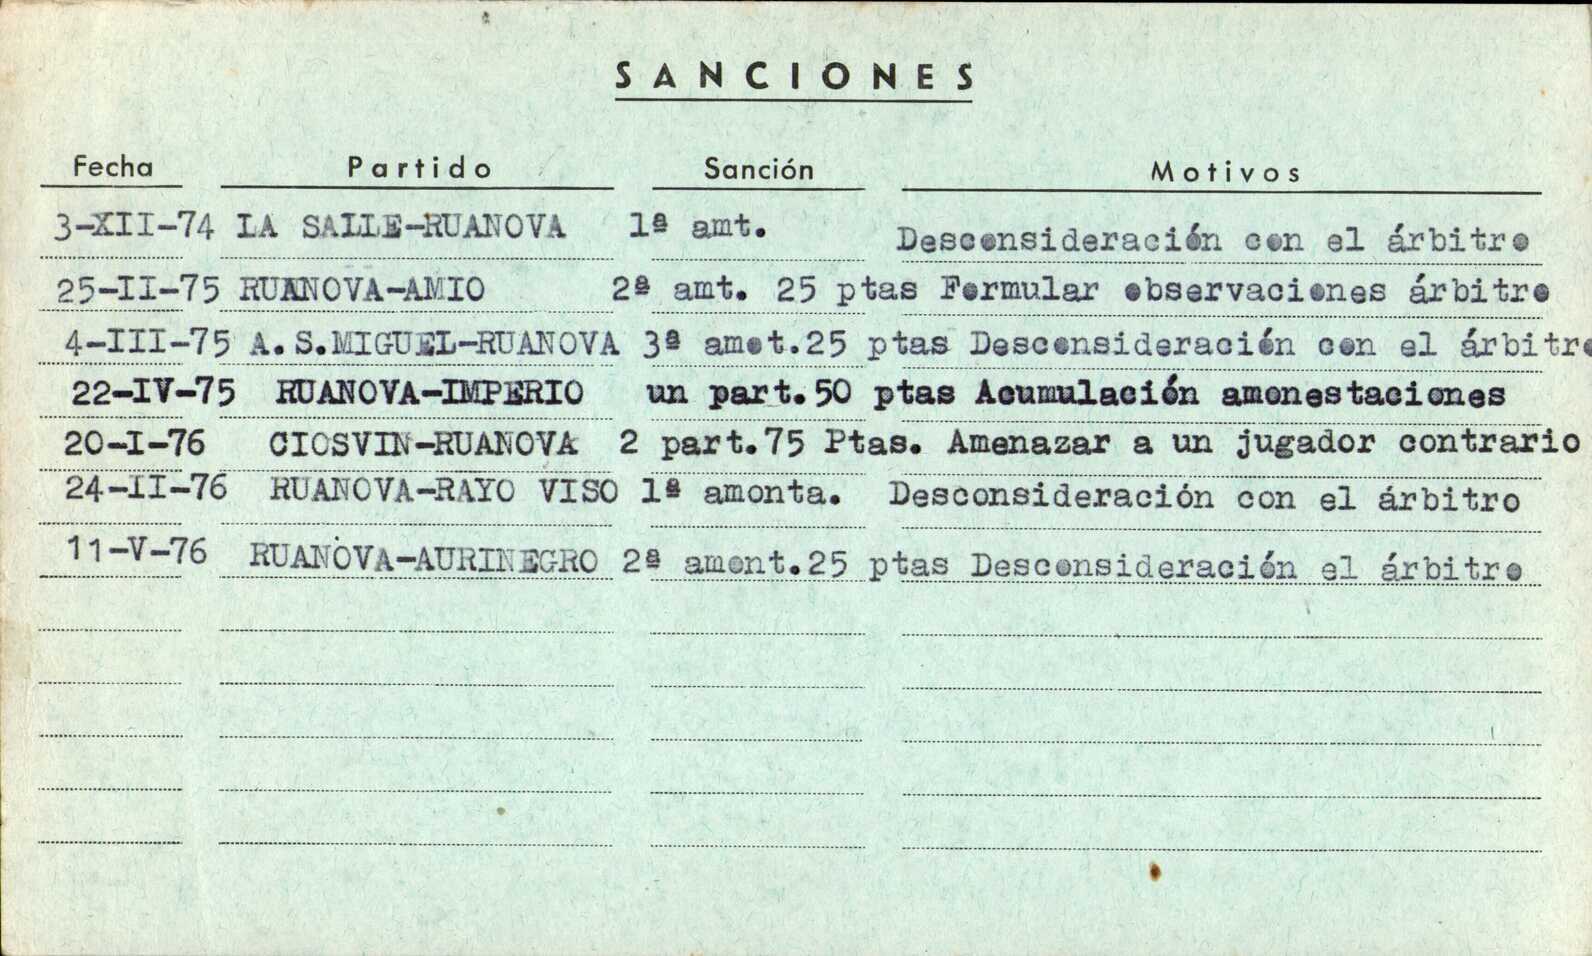 SANCIONES
Fecha Partido Sanción Motivos
3-XII-74 LA SALLE-RUANOVA 1ª amt. Desconsideración con el árbitro
25-II-75 RUANOVA-AMIO 2ª amt. 25 ptas Formular observaciones árbitro
4-III-75 A.S.MIGUEL-RUANOVA 3ª amot.25 ptas Desconsideración con el árbitro
22-IV-75 RUANOVA-IMPERIO un part.50 ptas Acumulación amonestaciones
20-I-76 CIOSVIN-RUANOVA 2 part.75 Ptas. Amenazar a un jugador contrario
24-II-76 RUANOVA-RAYO VISO 1ª amonta. Desconsideración con el árbitro
11-V-76 RUANOVA-AURINEGRO 2ª amont.25 ptas Desconsideración el árbitro